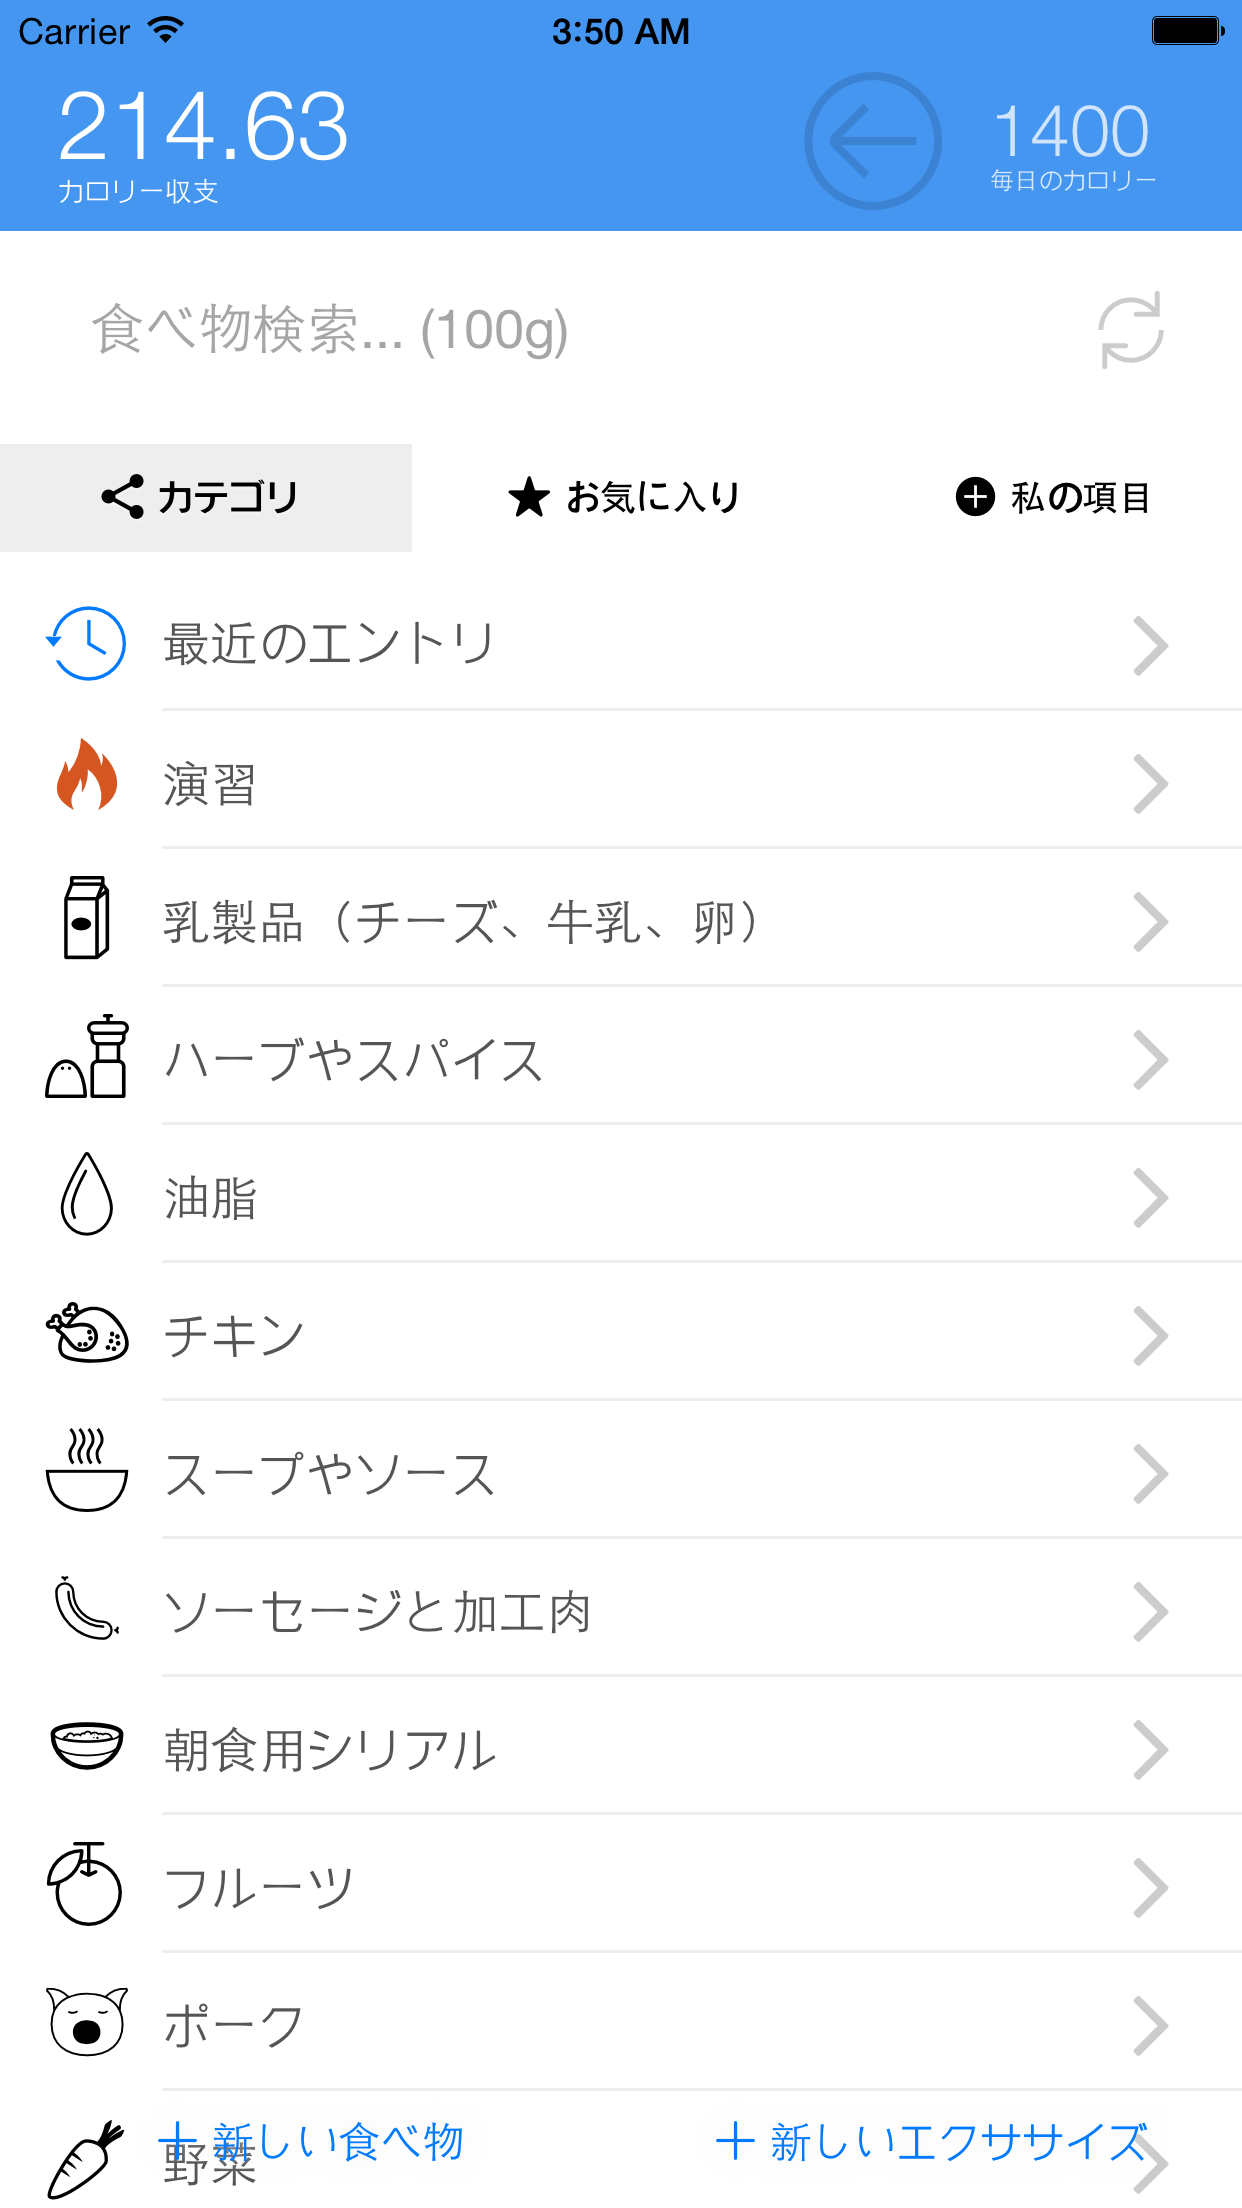 Carrier 3:50 AM
214.63 1400
カロリー収支 毎日のカロリー
食べ物検索... (100g)
カテゴリ お気に入り 私の項目
最近のエントリ
演習
乳製品（チーズ、牛乳、卵）
ハーブやスパイス
油脂
チキン
スープやソース
ソーセージと加工肉
朝食用シリアル
フルーツ
ポーク
新しい食べ物 新しいエクササイズ
野菜